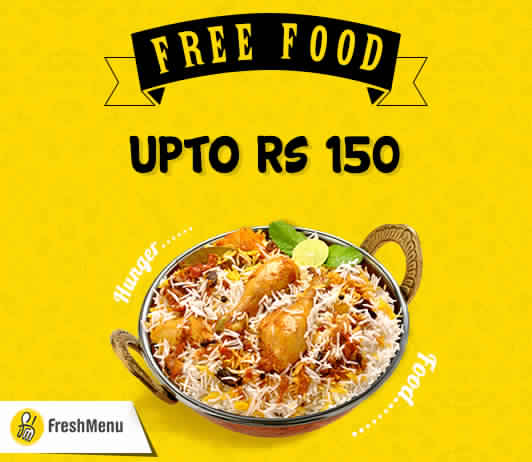 FREE FOOD
UPTO RS 150
Hunger......
Food......
FreshMenu